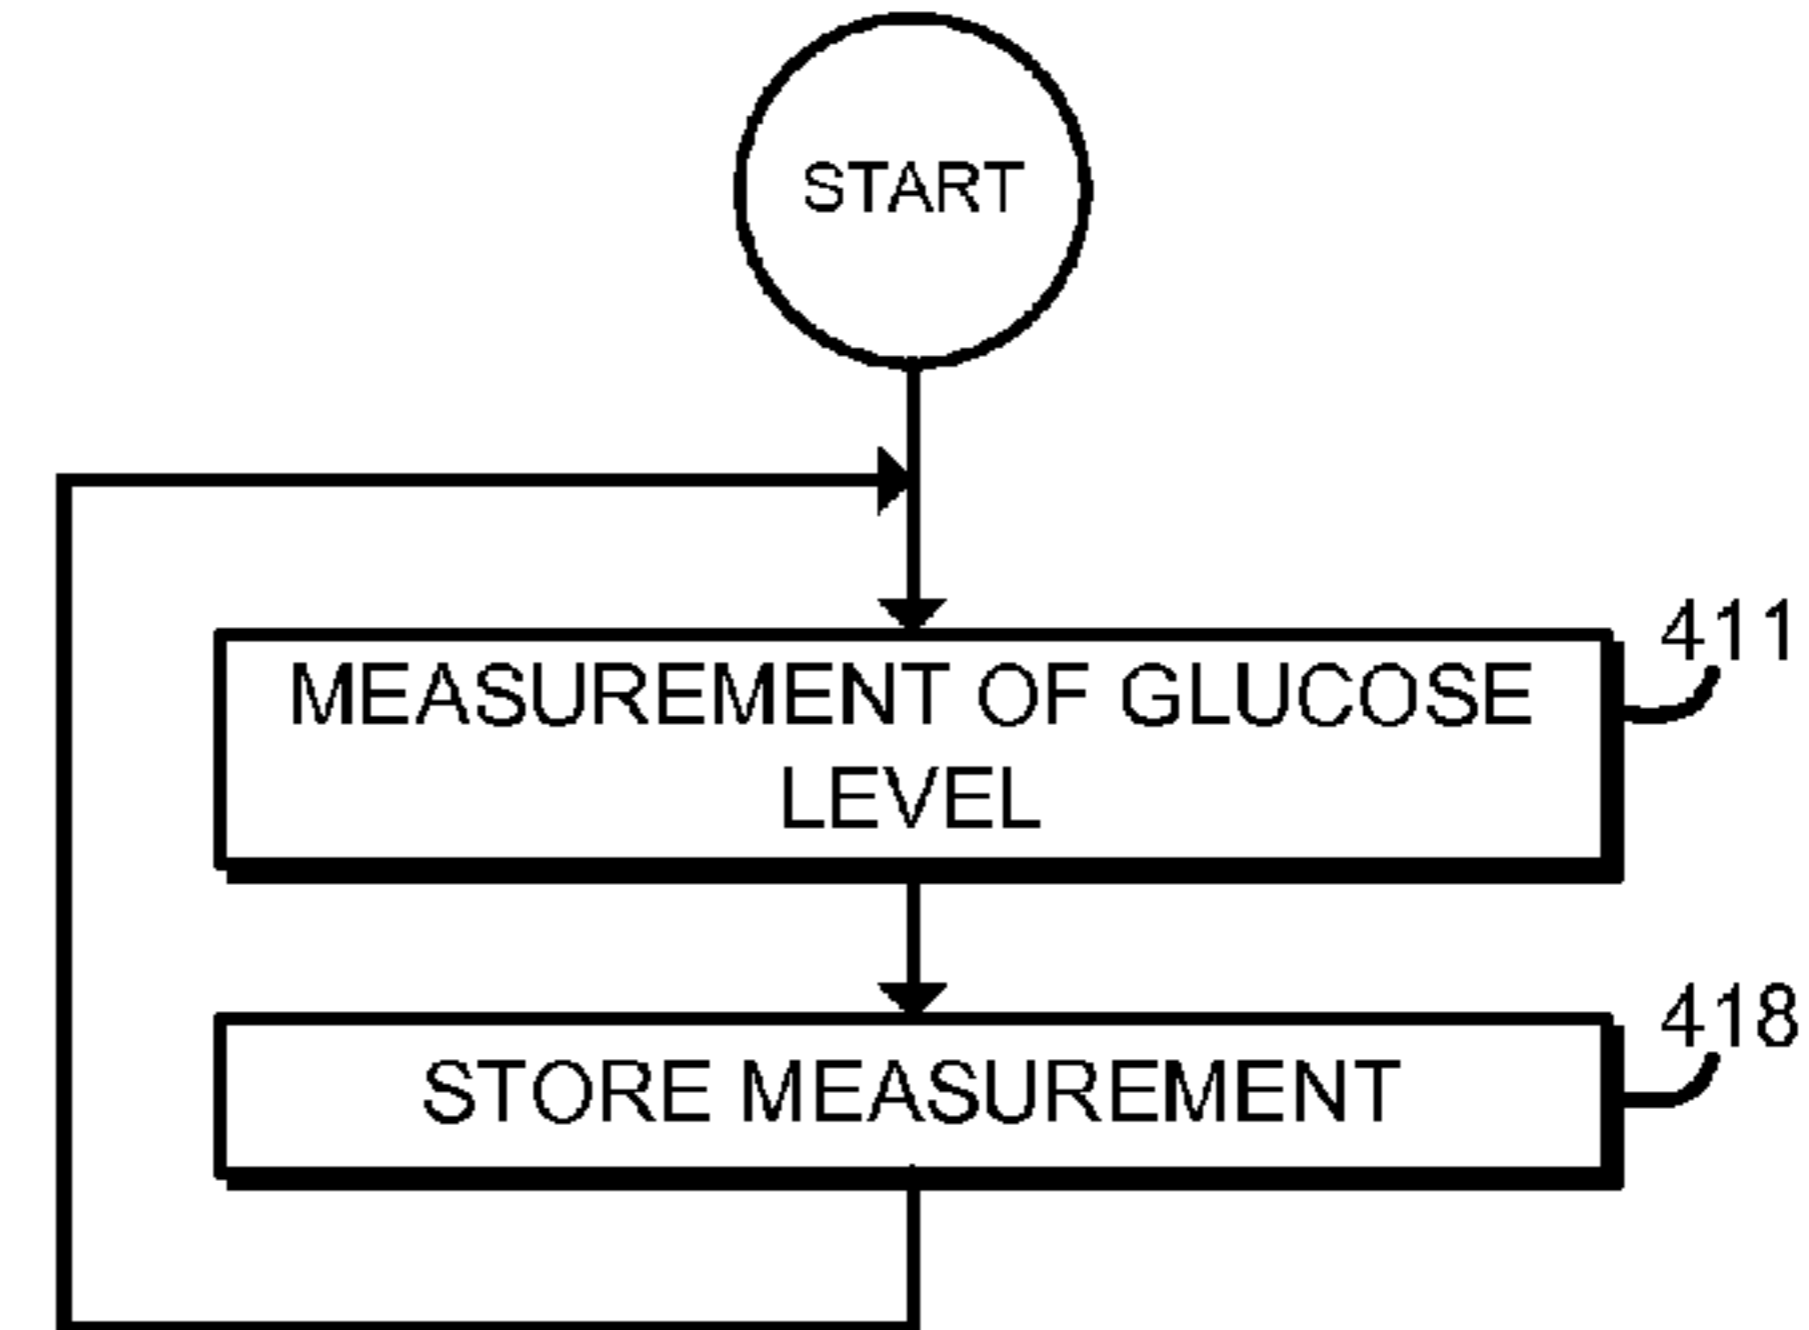 START
411
MEASUREMENT OF GLUCOSE
LEVEL
418
STORE MEASUREMENT